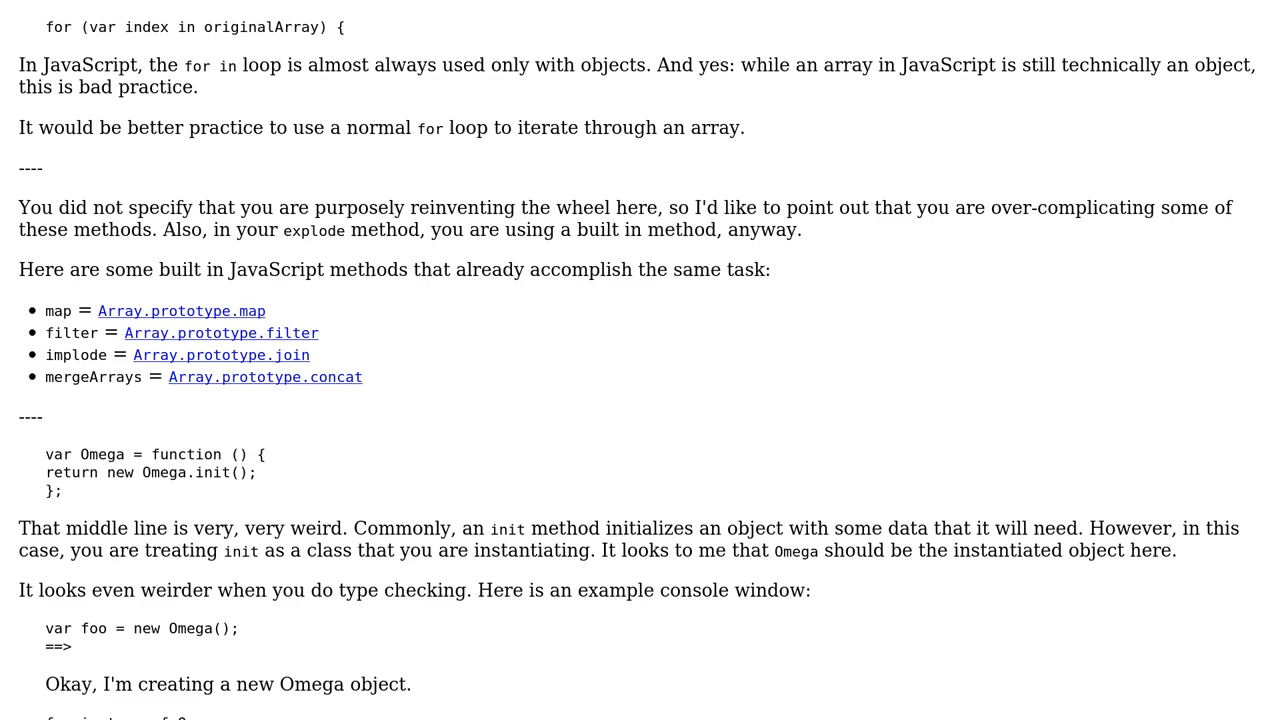 for (var index in originalArray) {
In JavaScript, the for in loop is almost always used only with objects. And yes: while an array in JavaScript is still technically an object,
this is bad practice.
It would be better practice to use a normal for loop to iterate through an array.
----
You did not specify that you are purposely reinventing the wheel here, so I'd like to point out that you are over-complicating some of
these methods. Also, in your explode method, you are using a built in method, anyway.
Here are some built in JavaScript methods that already accomplish the same task:
• map = Array.prototype.map
• filter = Array.prototype.filter
• implode = Array.prototype.join
• mergeArrays = Array.prototype.concat
----
var Omega = function () {
return new Omega.init();
};
That middle line is very, very weird. Commonly, an init method initializes an object with some data that it will need. However, in this
case, you are treating init as a class that you are instantiating. It looks to me that Omega should be the instantiated object here.
It looks even weirder when you do type checking. Here is an example console window:
var foo = new Omega();
==>
Okay, I'm creating a new Omega object.